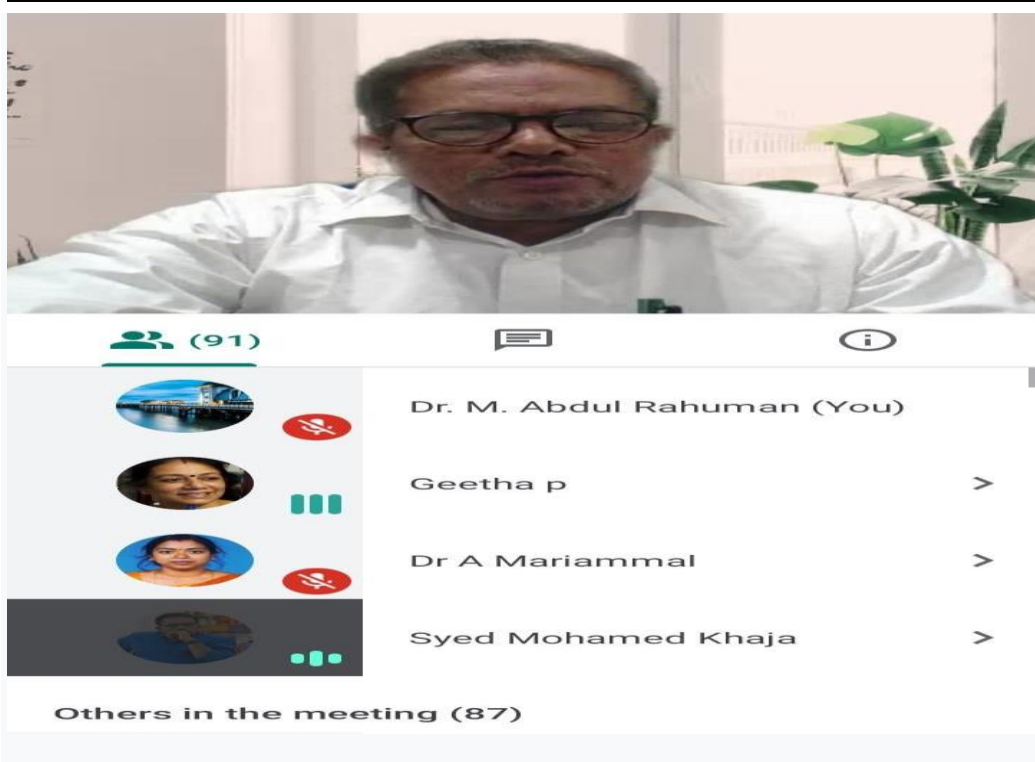 (91)
Dr. M. Abdul Rahuman (You)
Geetha p
Dr A Mariammal
Syed Mohamed Khaja
Others in the meeting (87)